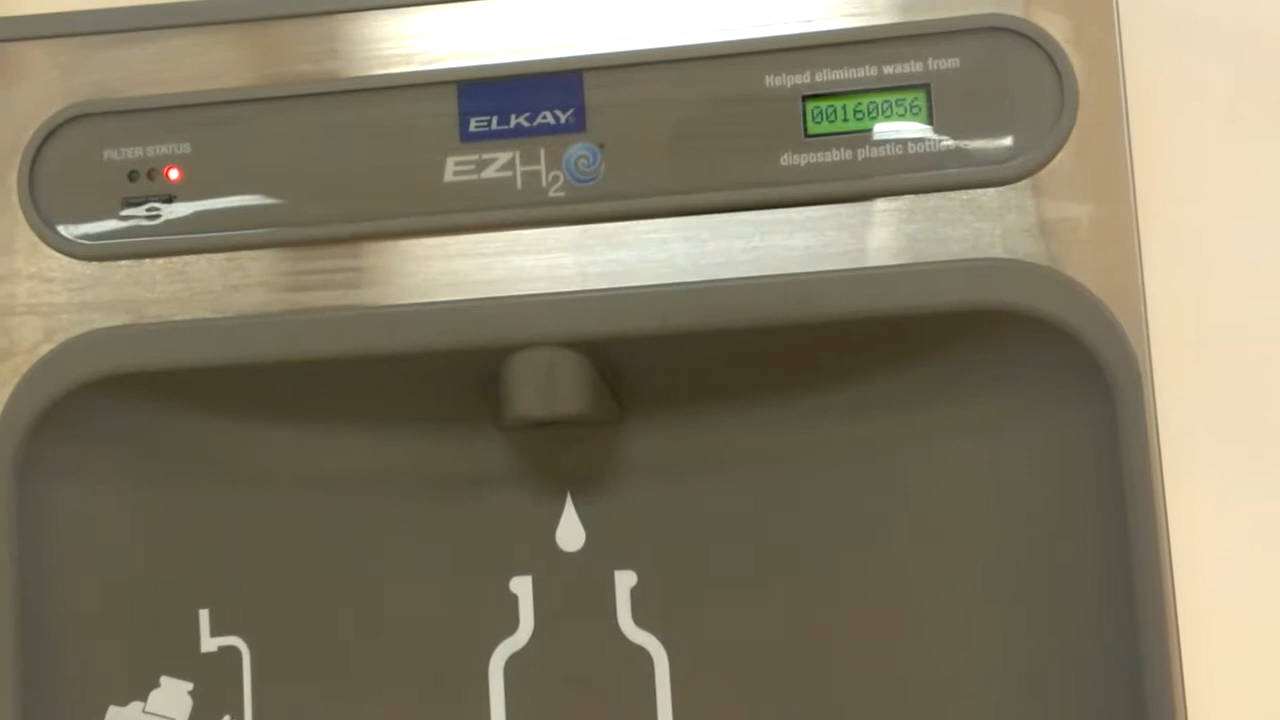 FILTER STATUS
ELKAY
EZH2O
Helped eliminate waste from
00160056
disposable plastic bottles